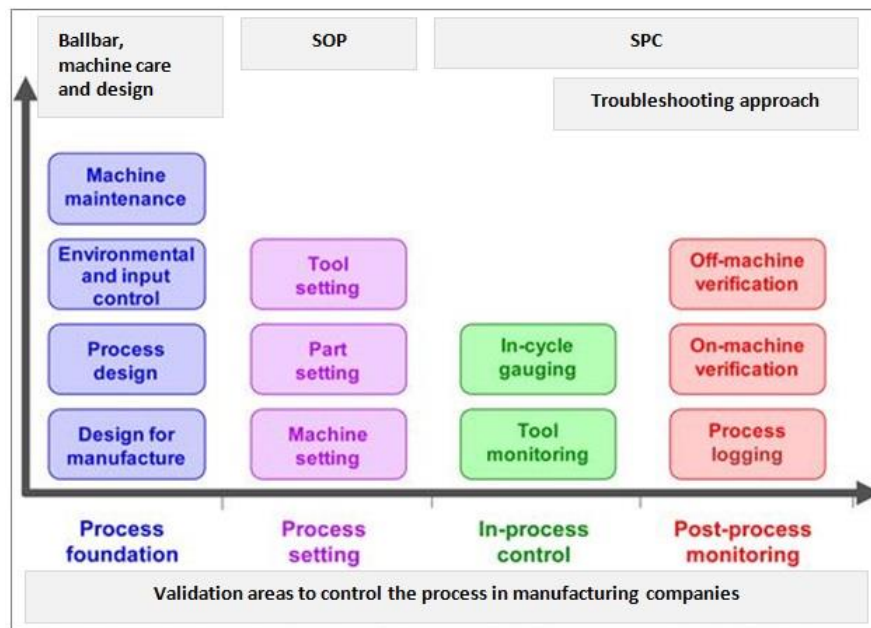 Ballbar,
machine care
and design
SOP
SPC
Troubleshooting approach
Machine
maintenance
Environmental
and input
control
Process
design
Design for
manufacture
Tool
setting
Part
setting
Machine
setting
In-cycle
gauging
Tool
monitoring
Off-machine
verification
On-machine
verification
Process
logging
Process
foundation
Process
setting
In-process
control
Post-process
monitoring
Validation areas to control the process in manufacturing companies